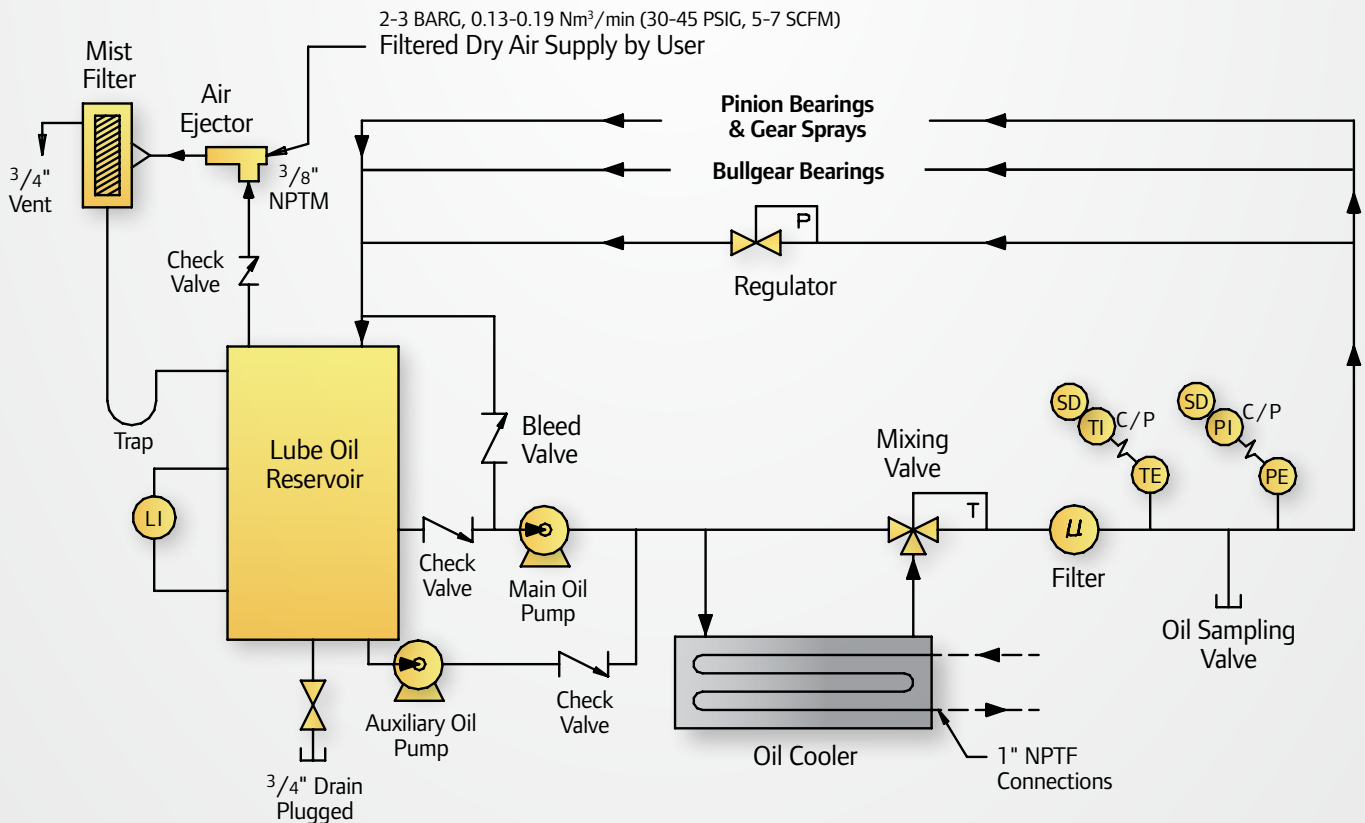 2-3 BARG, 0.13-0.19 Nm³/min (30-45 PSIG, 5-7 SCFM)
Filtered Dry Air Supply by User
Mist
Filter
Air
Ejector
3/4"
Vent
3/8"
NPTM
Pinion Bearings
& Gear Sprays
Bullgear Bearings
P
Regulator
Check
Valve
Trap
Lube Oil
Reservoir
LI
Bleed
Valve
Check
Valve
Main Oil
Pump
Mixing
Valve
T
SD
TI
C/P
TE
SD
PI
C/P
PE
μ
Filter
Oil Sampling
Valve
Auxiliary Oil
Pump
Check
Valve
Oil Cooler
1" NPTF
Connections
3/4" Drain
Plugged